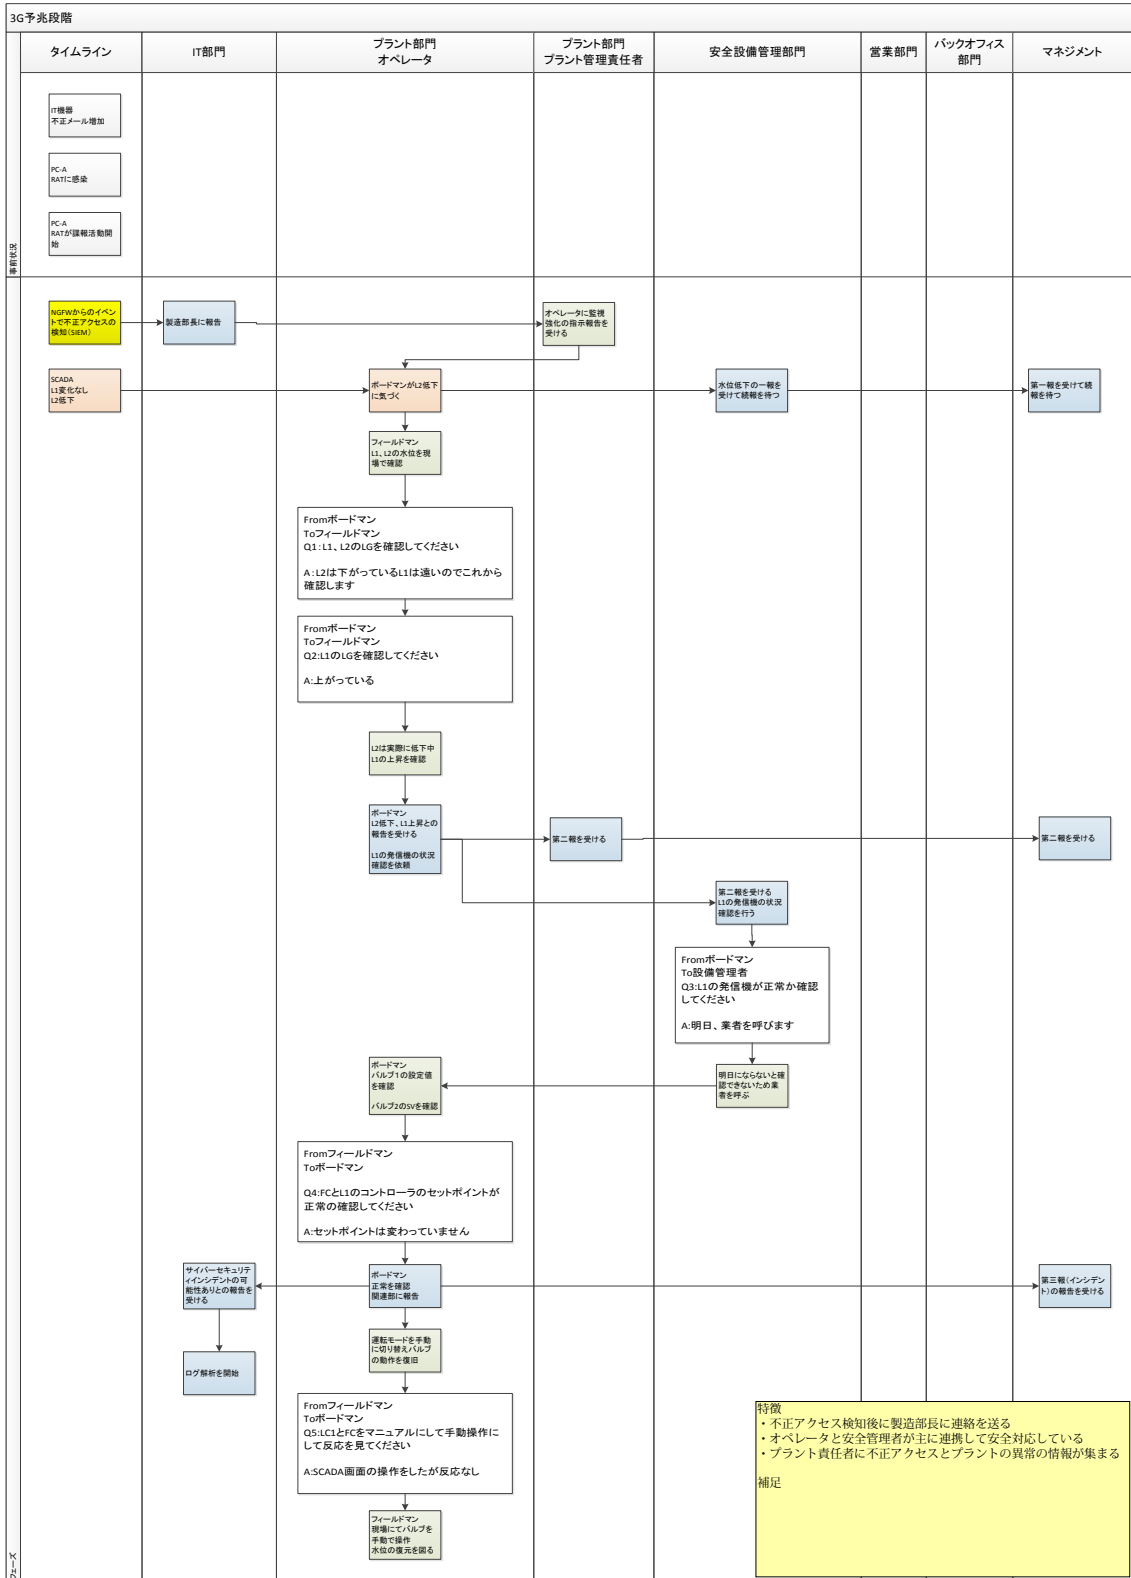 3G予兆段階
タイムライン
IT部門
プラント部門
オペレータ
プラント部門
プラント管理責任者
安全設備管理部門
営業部門
バックオフィス
部門
マネジメント
事前状況
IT機器
不正メール増加
PC-A
RATに感染
PC-A
RATが諜報活動開
始
NGFWからのイベン
トで不正アクセスの
検知（SIEM）
製造部長に報告
オペレータに監視
強化の指示報告を
受ける
SCADA
L1変化なし
L2低下
ボードマンがL2低下
に気づく
水位低下の一報を
受けて続報を待つ
第一報を受けて続
報を待つ
フィールドマン
L1、L2の水位を現
場で確認
Fromボードマン
Toフィールドマン
Q1：L1、L2のLGを確認してください
A：L2は下がっているL1は遠いのでこれから
確認します
Fromボードマン
Toフィールドマン
Q2:L1のLGを確認してください
A:上がっている
L2は実際に低下中
L1の上昇を確認
ボードマン
L2低下、L1上昇との
報告を受ける
L1の発信機の状況
確認を依頼
第二報を受ける
第二報を受ける
第二報を受ける
L1の発信機の状況
確認を行う
Fromボードマン
To設備管理者
Q3:L1の発信機が正常か確認
してください
A:明日、業者を呼びます
明日にならないと確
認できないため業
者を呼ぶ
ボードマン
バルブ1の設定値
を確認
バルブ2のSVを確認
Fromフィールドマン
Toボードマン
Q4:FCとL1のコントローラのセットポイントが
正常の確認してください
A:セットポイントは変わっていません
サイバーセキュリテ
ィインシデントの可
能性ありとの報告を
受ける
ボードマン
正常を確認
関連部に報告
第三報（インシデン
ト）の報告を受ける
ログ解析を開始
運転モードを手動
に切り替えバルブ
の動作を復旧
Fromフィールドマン
Toボードマン
Q5:LC1とFCをマニュアルにして手動操作に
して反応を見てください
A:SCADA画面の操作をしたが反応なし
フィールドマン
現場にてバルブを
手動で操作
水位の復元を図る
特徴
・不正アクセス検知後に製造部長に連絡を送る
・オペレータと安全管理者が主に連携して安全対応している
・プラント責任者に不正アクセスとプラントの異常の情報が集まる
補足
フェーズ